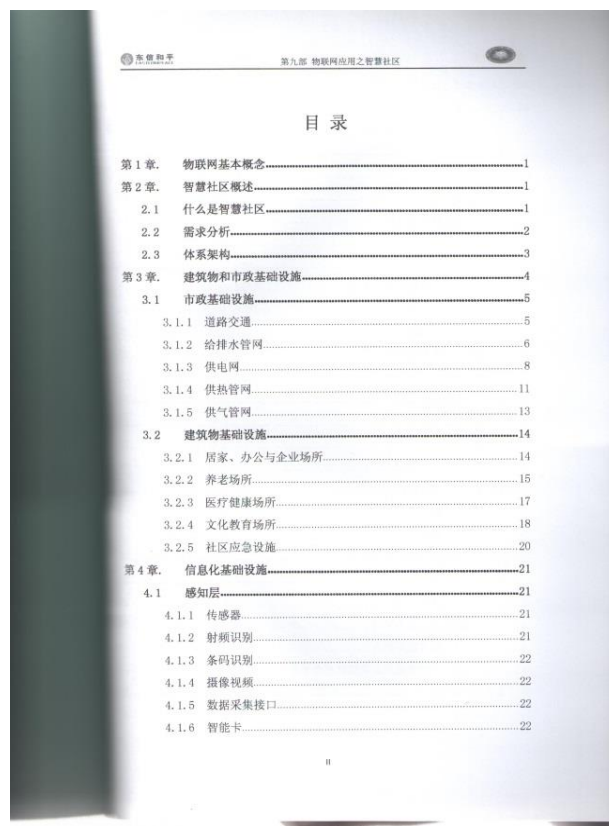 东信和平
第九部 物联网应用之智慧社区
目 录
第1章. 物联网基本概念 1
第2章. 智慧社区概述 1
2.1 什么是智慧社区 1
2.2 需求分析 2
2.3 体系架构 3
第3章. 建筑物和市政基础设施 4
3.1 市政基础设施 5
3.1.1 道路交通 5
3.1.2 给排水管网 6
3.1.3 供电网 8
3.1.4 供热管网 11
3.1.5 供气管网 13
3.2 建筑物基础设施 14
3.2.1 居家、办公与企业场所 14
3.2.2 养老场所 15
3.2.3 医疗健康场所 17
3.2.4 文化教育场所 18
3.2.5 社区应急设施 20
第4章. 信息化基础设施 21
4.1 感知层 21
4.1.1 传感器 21
4.1.2 射频识别 21
4.1.3 条码识别 22
4.1.4 摄像视频 22
4.1.5 数据采集接口 22
4.1.6 智能卡 22
II